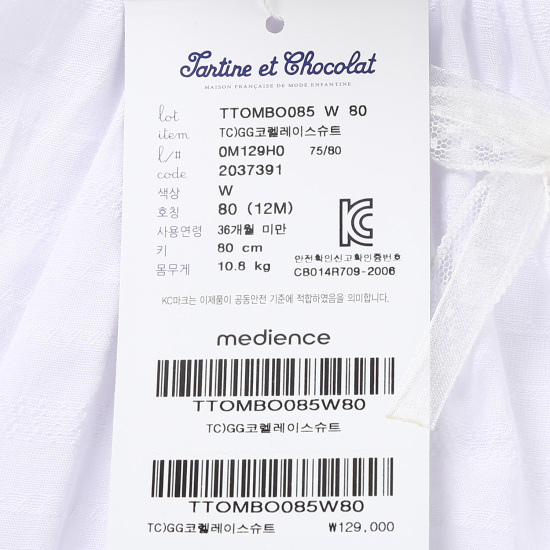 Tartine et Chocolat
MAISON FRANÇAISE DE MODE ENFANTINE
lot TTOMBO085 W 80
item TC)GG코렐레이스슈트
l/# 0M129H0 75/80
code 2037391
색상 W
호칭 80 (12M)
사용연령 36개월 미만
키 80 cm
몸무게 10.8 kg
안전확인신고확인증번호
CB014R709-2006
KC마크는 이제품이 공통안전 기준에 적합하였음을 의미합니다.
medience
TTOMBO085W80
TC)GG코렐레이스슈트
TTOMBO085W80
TC)GG코렐레이스슈트 ₩129,000